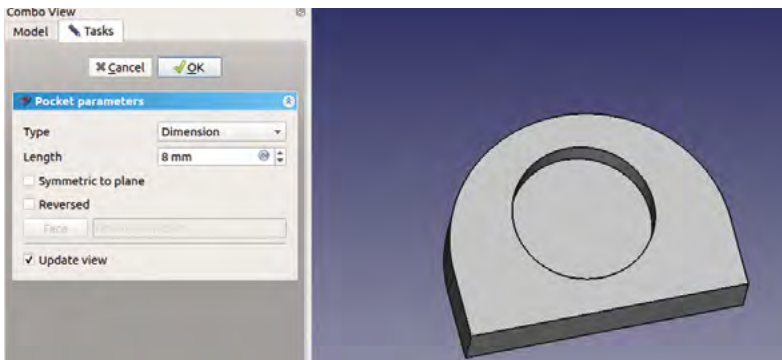 Combo View
Model Tasks
Cancel OK
Pocket parameters
Type Dimension
Length 8 mm
Symmetric to plane
Reversed
Face
Update view